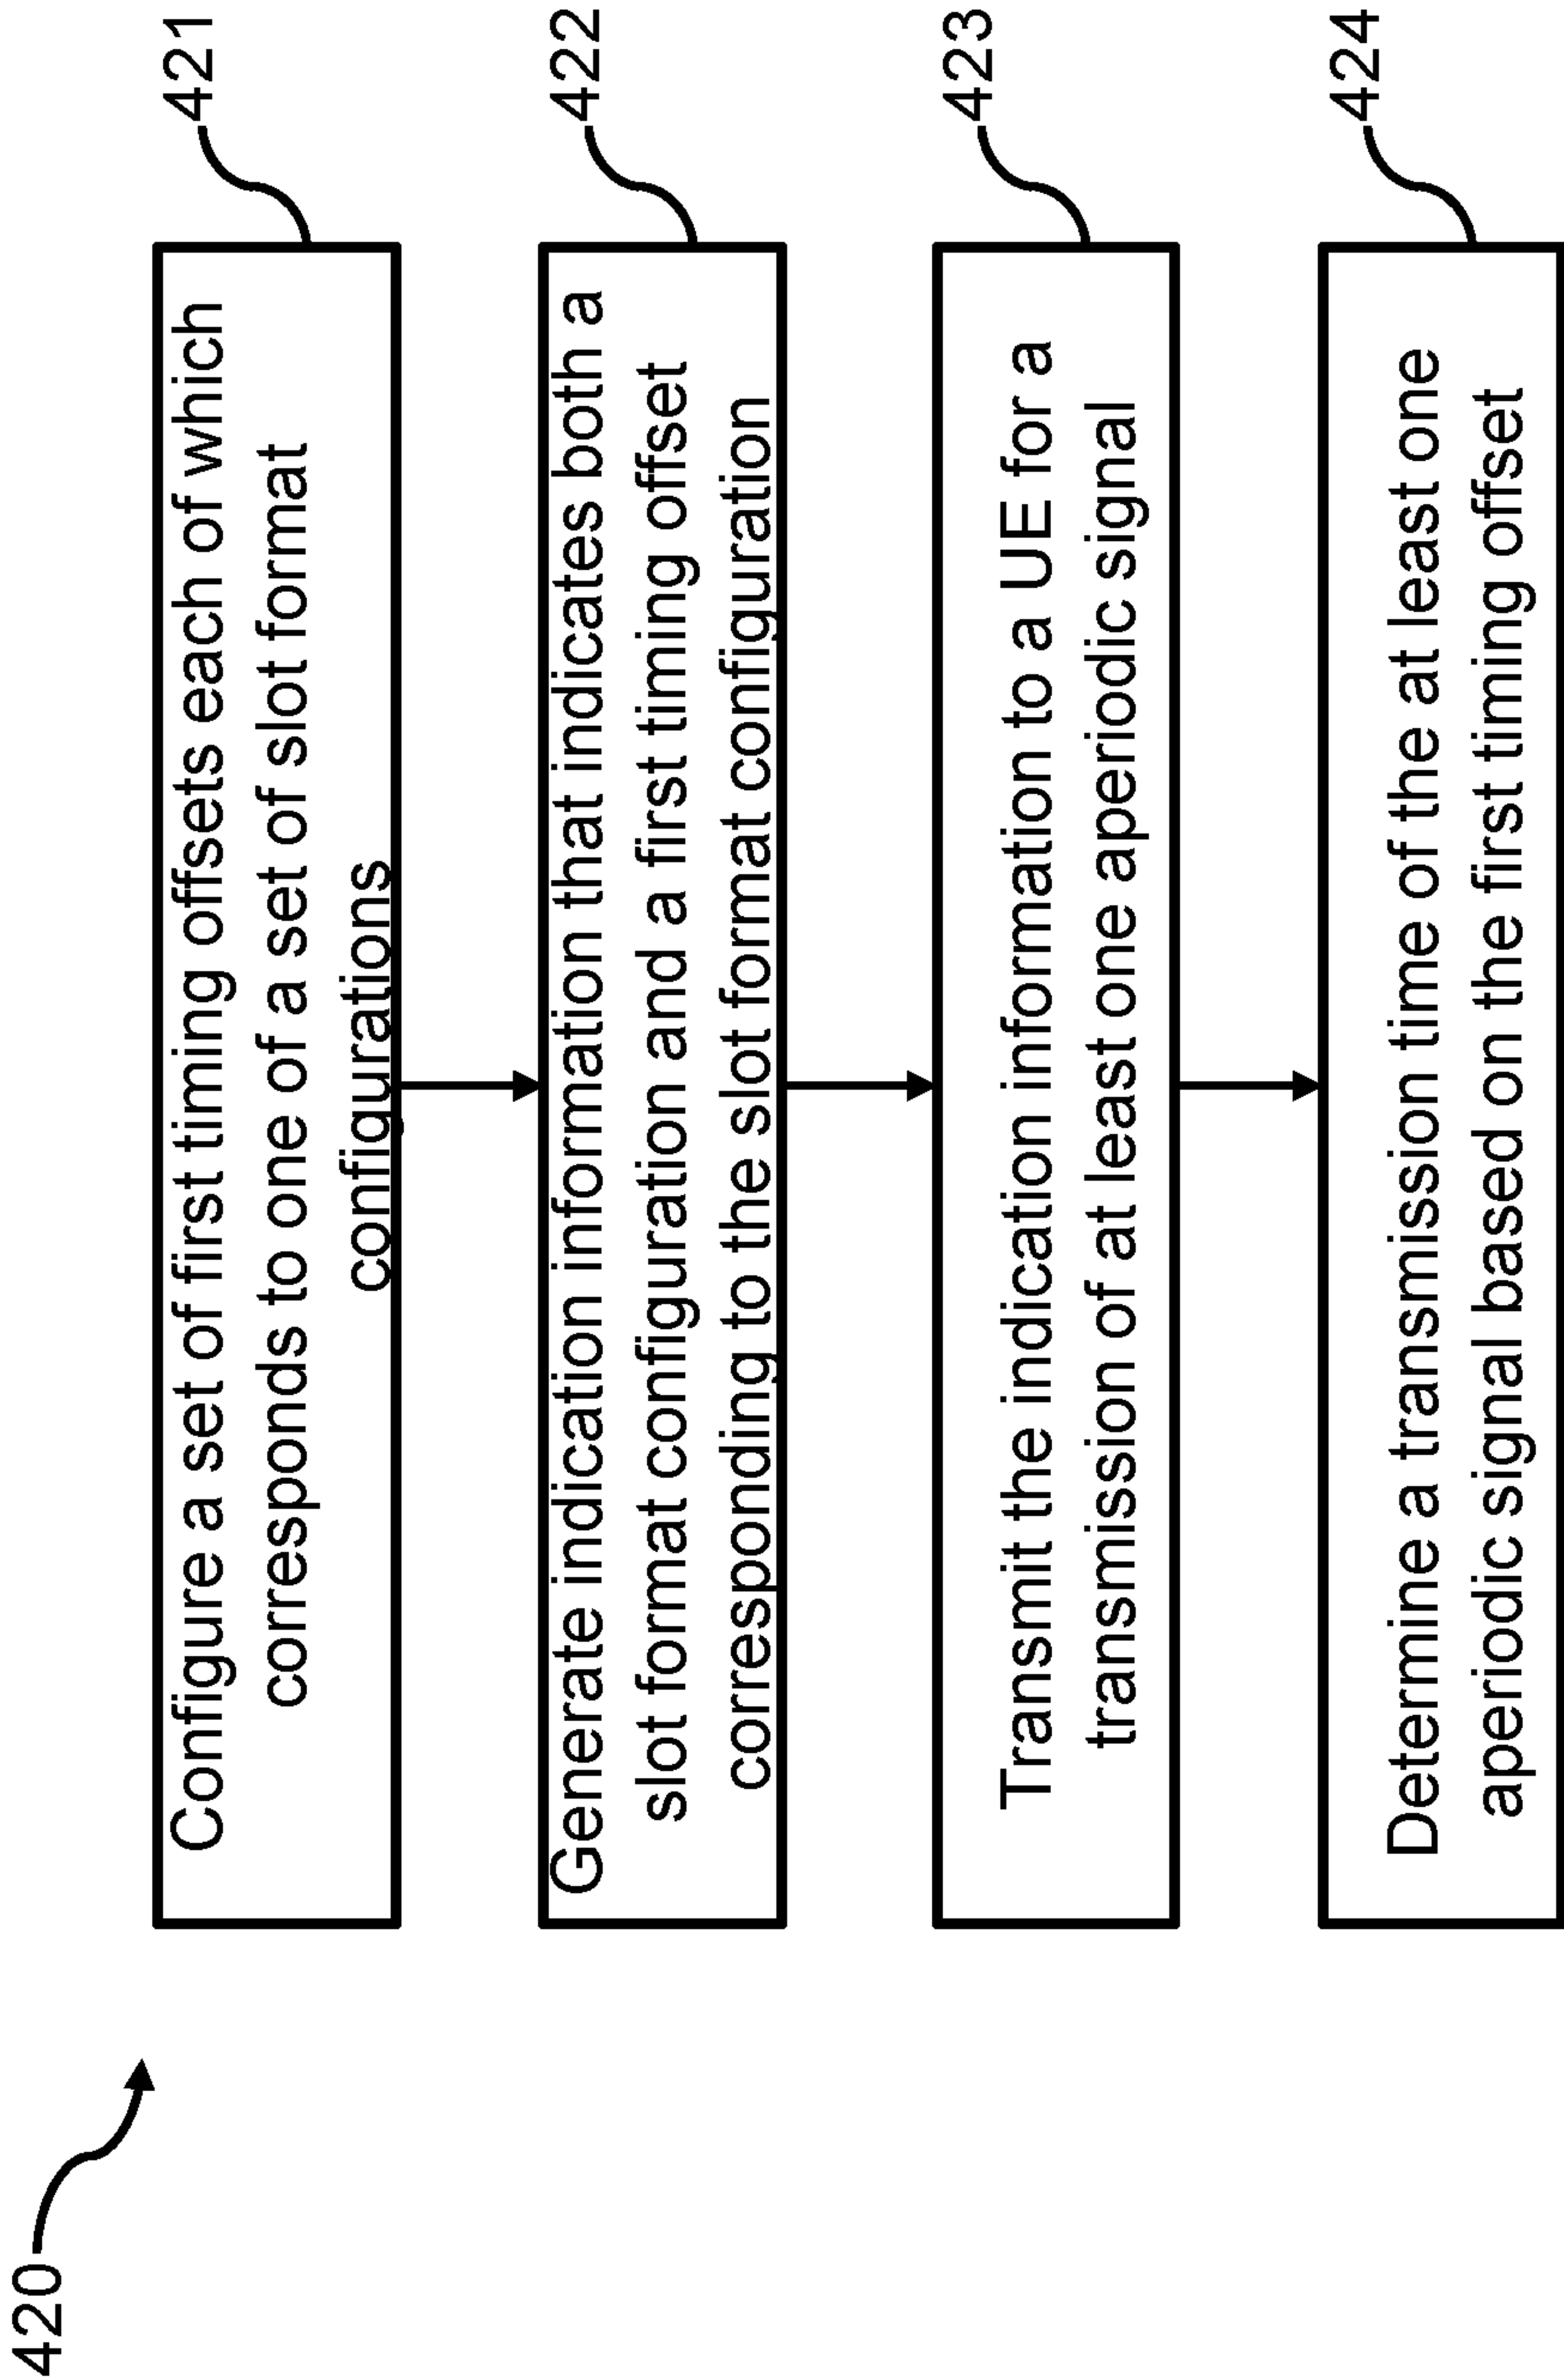 420
421
Configure a set of first timing offsets each of which
corresponds to one of a set of slot format
configurations
422
Generate indication information that indicates both a
slot format configuration and a first timing offset
corresponding to the slot format configuration
423
Transmit the indication information to a UE for a
transmission of at least one aperiodic signal
424
Determine a transmission time of the at least one
aperiodic signal based on the first timing offset